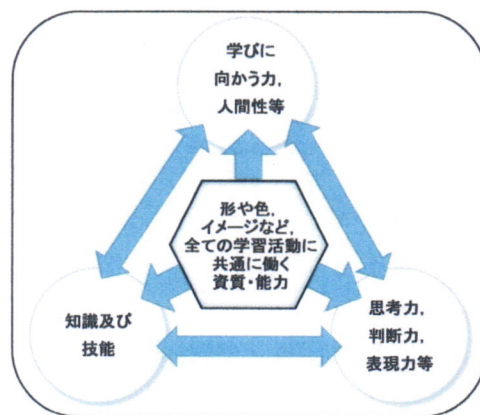 学びに
向かう力，
人間性等
形や色，
イメージなど，
全ての学習活動に
共通に働く
資質・能力
知識及び
技能
思考力，
判断力，
表現力等